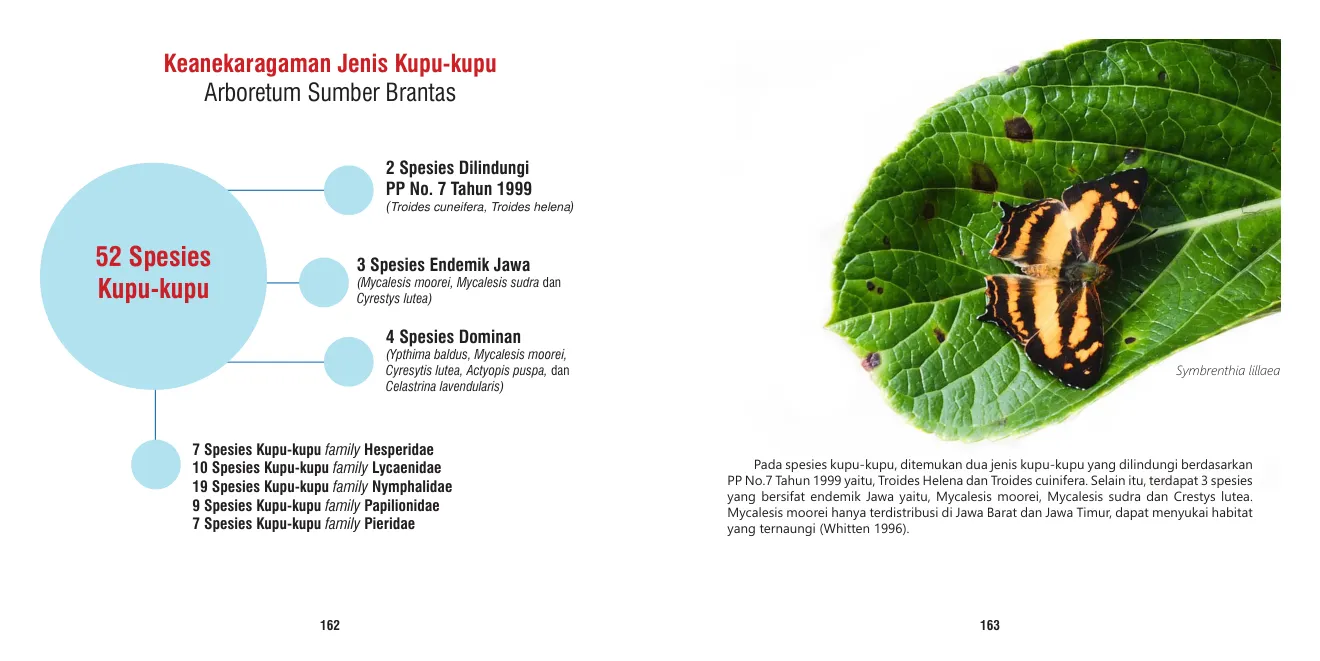 Keanekaragaman Jenis Kupu-kupu
Arboretum Sumber Brantas
52 Spesies
Kupu-kupu
2 Spesies Dilindungi
PP No. 7 Tahun 1999
(Troides cuneifera, Troides helena)
3 Spesies Endemik Jawa
(Mycalesis moorei, Mycalesis sudra dan
Cyrestys lutea)
4 Spesies Dominan
(Ypthima baldus, Mycalesis moorei,
Cyresytis lutea, Actyopis puspa, dan
Celastrina lavendularis)
7 Spesies Kupu-kupu family Hesperidae
10 Spesies Kupu-kupu family Lycaenidae
19 Spesies Kupu-kupu family Nymphalidae
9 Spesies Kupu-kupu family Papilionidae
7 Spesies Kupu-kupu family Pieridae
162
Symbrenthia lillaea
Pada spesies kupu-kupu, ditemukan dua jenis kupu-kupu yang dilindungi berdasarkan
PP No.7 Tahun 1999 yaitu, Troides Helena dan Troides cuinifera. Selain itu, terdapat 3 spesies
yang bersifat endemik Jawa yaitu, Mycalesis moorei, Mycalesis sudra dan Crestys lutea.
Mycalesis moorei hanya terdistribusi di Jawa Barat dan Jawa Timur, dapat menyukai habitat
yang ternaungi (Whitten 1996).
163